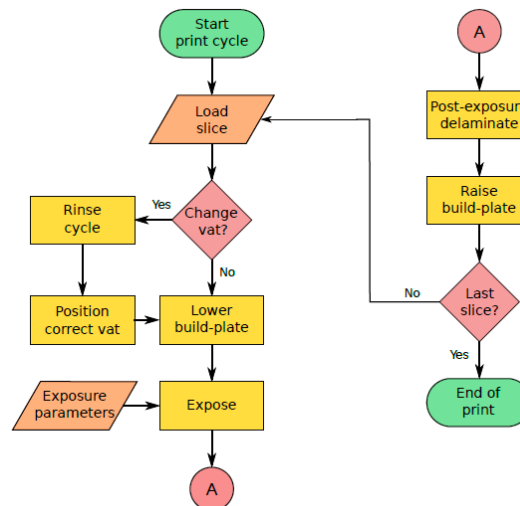 Start
print cycle
Load
slice
Change
vat?
Yes
No
Rinse
cycle
Position
correct vat
Lower
build-plate
Exposure
parameters
Expose
A
A
Post-exposure
delaminate
Raise
build-plate
Last
slice?
No
Yes
End of
print